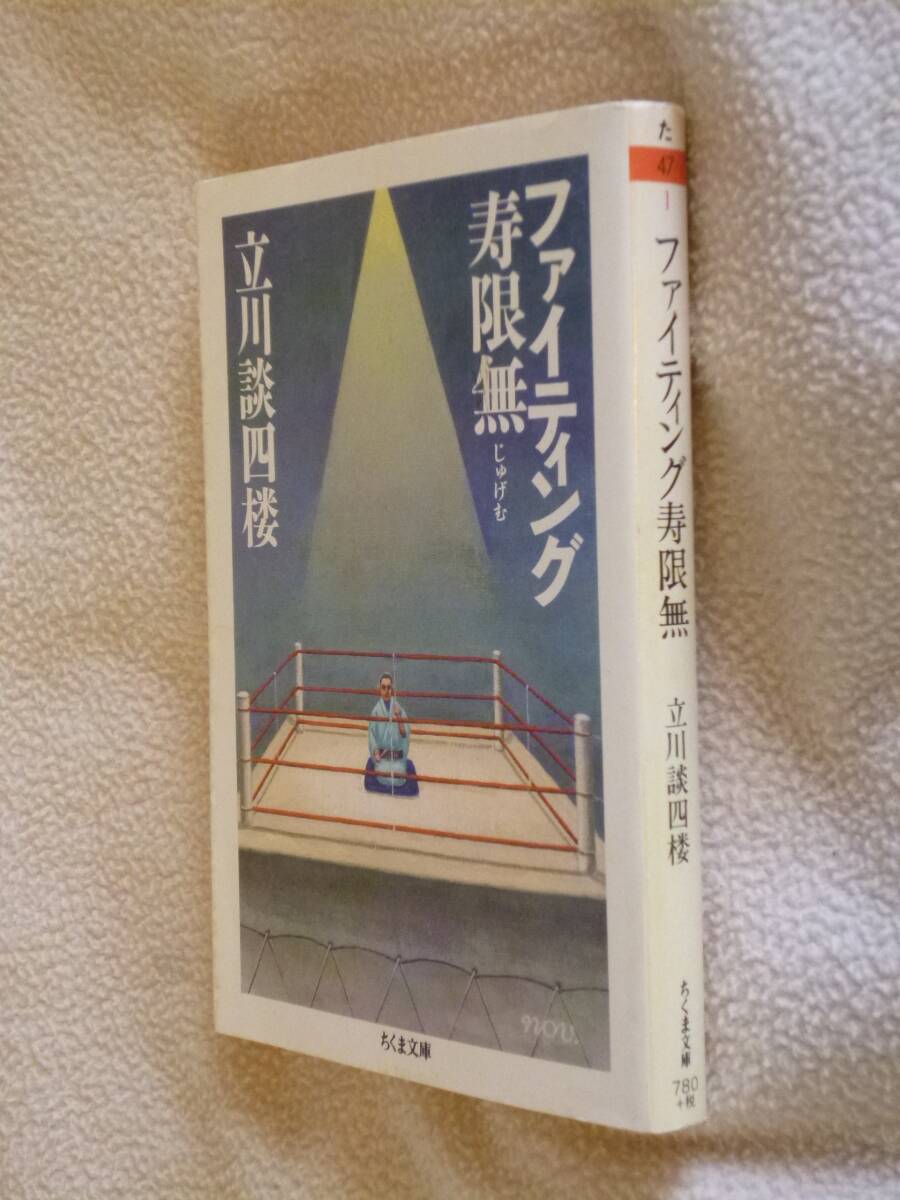 ファイティング
寿限無
じゅげむ
立川談四楼
nov.
ちくま文庫
た
47
1
ファイティング寿限無
立川談四楼
ちくま文庫
780
+税